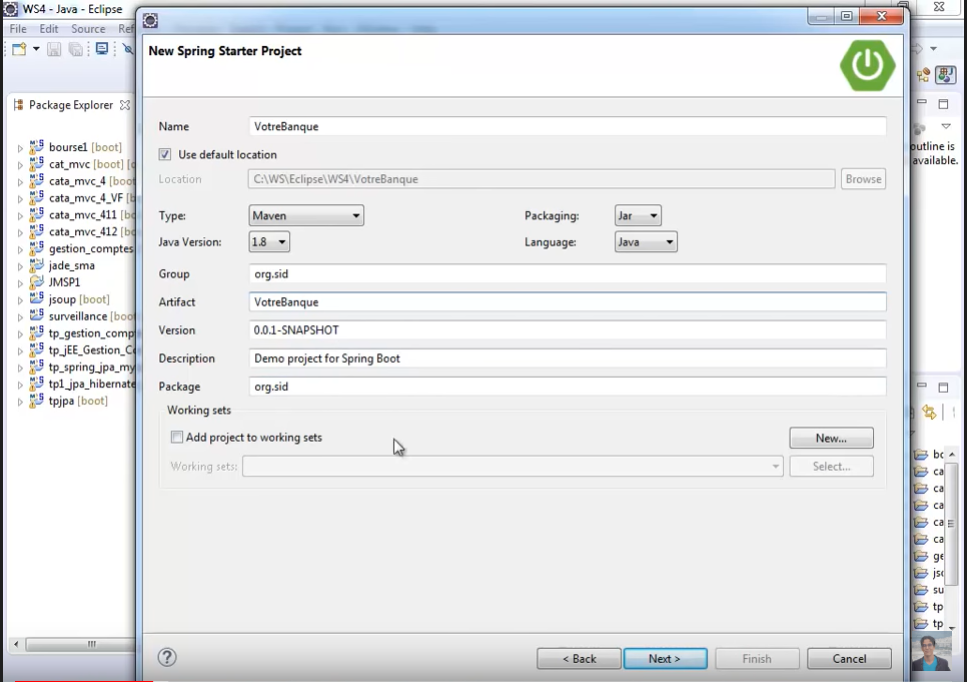 WS4 - Java - Eclipse
File Edit Source Ref
Package Explorer
bourse1 [boot]
cat_mvc [boot] [c
cata_mvc_4 [boot
cata_mvc_4_VF [b
cata_mvc_411 [bo
cata_mvc_412 [bo
gestion_comptes
jade_sma
JMSP1
jsoup [boot]
surveillance [boo
tp_gestion_comp
tp_jEE_Gestion_Co
tp_spring_jpa_my
tp1_jpa_hibernate
tpjpa [boot]
New Spring Starter Project
Name VotreBanque
Use default location
Location C:\WS\Eclipse\WS4\VotreBanque Browse
Type: Maven Packaging: Jar
Java Version: 1.8 Language: Java
Group org.sid
Artifact VotreBanque
Version 0.0.1-SNAPSHOT
Description Demo project for Spring Boot
Package org.sid
Working sets
Add project to working sets New...
Working sets: Select...
< Back Next > Finish Cancel
outline is
available.
bo
ca
ca
ca
ca
ca
ge
jsc
su
tp
tp